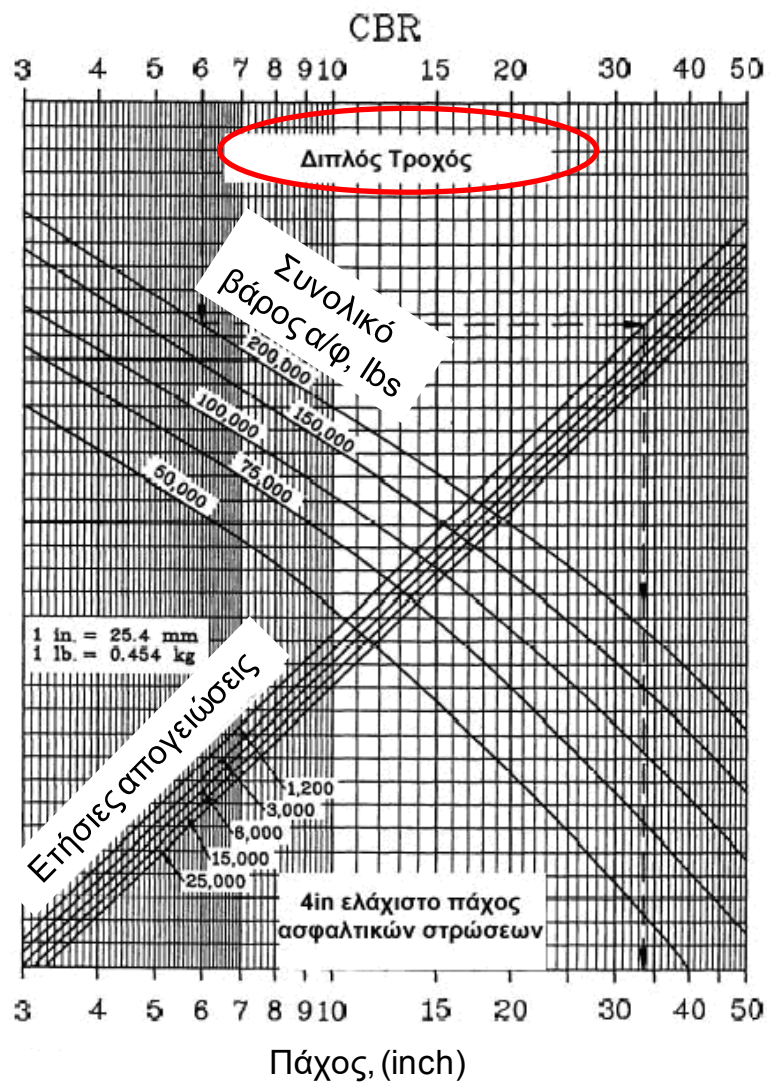 CBR
3 4 5 6 7 8 9 10 15 20 30 40 50
Διπλός Τροχός
Συνολικό
βάρος α/φ, lbs
200,000
150,000
100,000
75,000
50,000
1 in. = 25.4 mm
1 lb. = 0.454 kg
Ετήσιες απογειώσεις
1,200
3,000
6,000
15,000
25,000
4in ελάχιστο πάχος
ασφαλτικών στρώσεων
3 4 5 6 7 8 9 10 15 20 30 40 50
Πάχος, (inch)